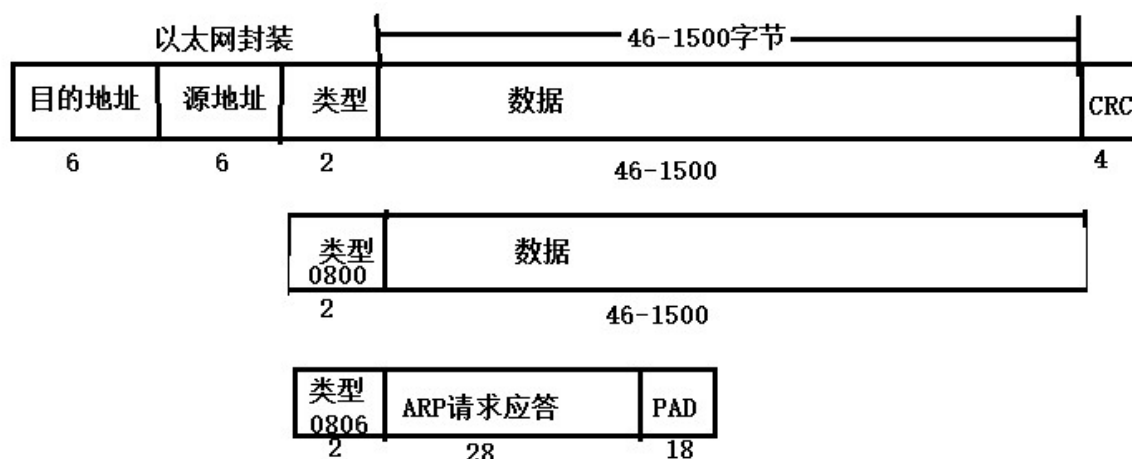 以太网封装
46-1500字节
目的地址 源地址 类型 数据 CRC
6 6 2 46-1500 4
类型 数据
0800
2 46-1500
类型 ARP请求应答 PAD
0806
2 28 18